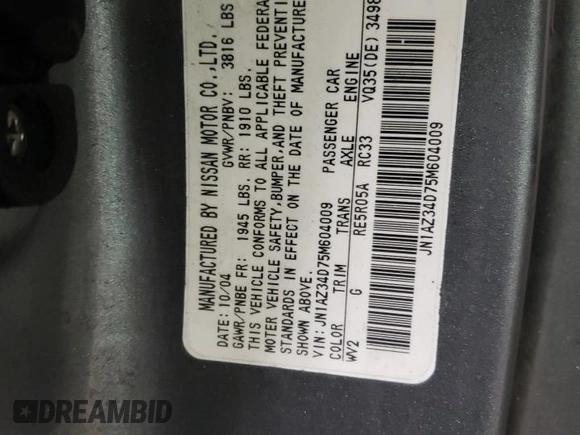 MANUFACTURED BY NISSAN MOTOR CO.,LTD.
DATE: 10/04 GVWR/PNBV: 3816 LBS
GAWR/PNBE FR: 1945 LBS. RR: 1910 LBS.
THIS VEHICLE CONFORMS TO ALL APPLICABLE FEDERA
MOTER VEHICLE SAFETY,BUMPER,AND THEFT PREVENTI
STANDARDS IN EFFECT ON THE DATE OF MANUFACTURE
SHOWN ABOVE.
VIN: JN1AZ34D75M604009 PASSENGER CAR
COLOR TRIM TRANS AXLE ENGINE
WV2 G RE5R05A RC33 VQ35(DE) 3498
JN1AZ34D75M604009
DREAMBID